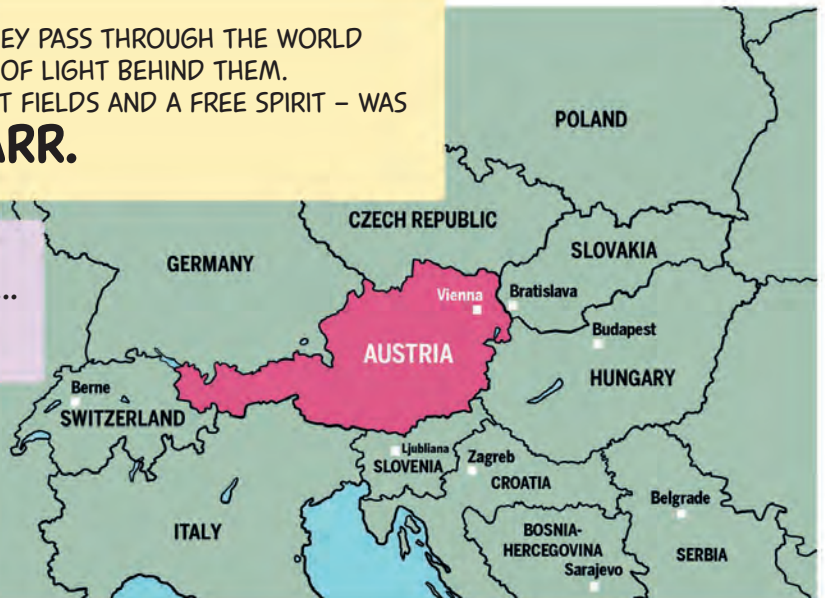 EY PASS THROUGH THE WORLD
OF LIGHT BEHIND THEM.
T FIELDS AND A FREE SPIRIT – WAS
ARR.
...
POLAND
CZECH REPUBLIC
SLOVAKIA
GERMANY
Vienna
Bratislava
Budapest
AUSTRIA
HUNGARY
Berne
SWITZERLAND
Ljubliana
SLOVENIA
Zagreb
CROATIA
Belgrade
ITALY
BOSNIA-
HERCEGOVINA
SERBIA
Sarajevo